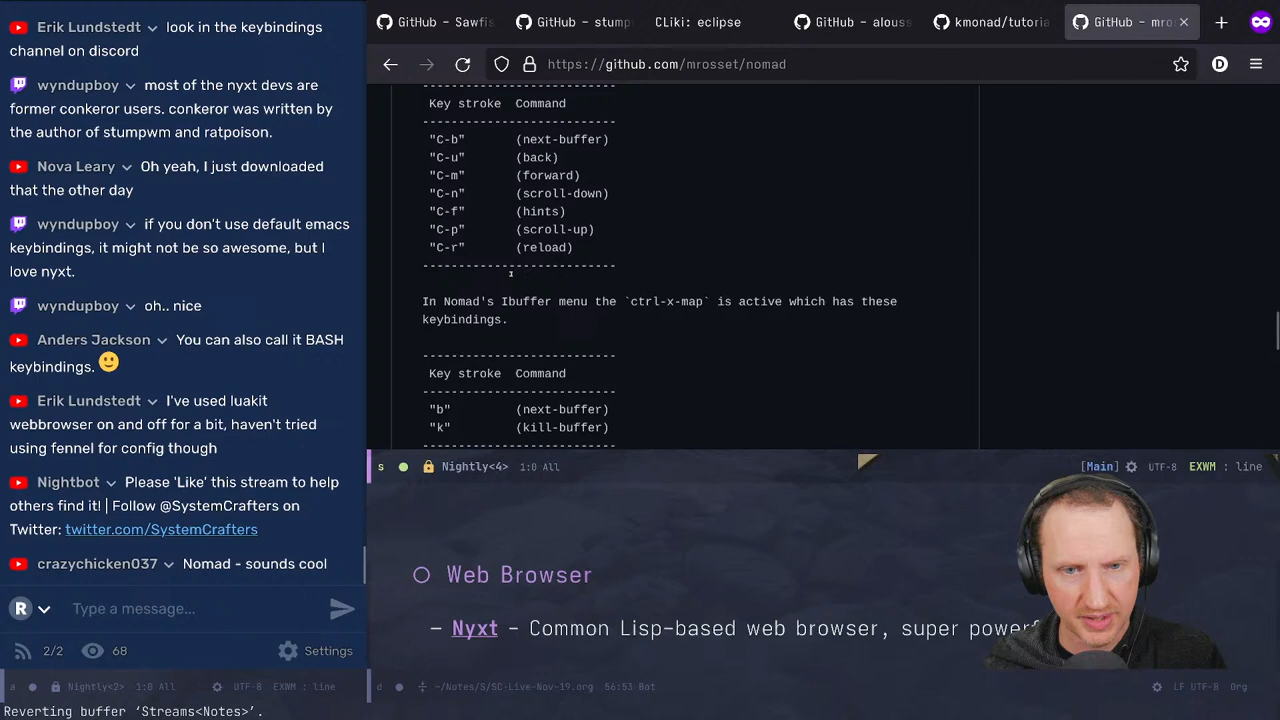 Erik Lundstedt look in the keybindings
channel on discord
wyndupboy most of the nyxt devs are
former conkeror users. conkeror was written by
the author of stumpwm and ratpoison.
Nova Leary Oh yeah, I just downloaded
that the other day
wyndupboy if you don't use default emacs
keybindings, it might not be so awesome, but I
love nyxt.
wyndupboy oh.. nice
Anders Jackson You can also call it BASH
keybindings. 🙂
Erik Lundstedt I've used luakit
webbrowser on and off for a bit, haven't tried
using fennel for config though
Nightbot Please 'Like' this stream to help
others find it! | Follow @SystemCrafters on
Twitter: twitter.com/SystemCrafters
crazychicken037 Nomad - sounds cool
R Type a message...
2/2 68 Settings
a Nightly<2> 1:0 All UTF-8 EXWM : line
Reverting buffer ‘Streams<Notes>’.
GitHub - Sawfis
GitHub - stump
CLiki: eclipse
GitHub - alouss
kmonad/tutoria
GitHub - mros
https://github.com/mrosset/nomad
D
-------------------------
Key stroke Command
-------------------------
"C-b" (next-buffer)
"C-u" (back)
"C-m" (forward)
"C-n" (scroll-down)
"C-f" (hints)
"C-p" (scroll-up)
"C-r" (reload)
-------------------------
In Nomad's Ibuffer menu the `ctrl-x-map` is active which has these
keybindings.
-------------------------
Key stroke Command
-------------------------
"b" (next-buffer)
"k" (kill-buffer)
-------------------------
s Nightly<4> 1:0 All [Main] UTF-8 EXWM : line
Web Browser
– Nyxt – Common Lisp-based web browser, super powerf
d ~/Notes/S/SC-Live-Nov-19.org 56:53 Bot LF UTF-8 Org